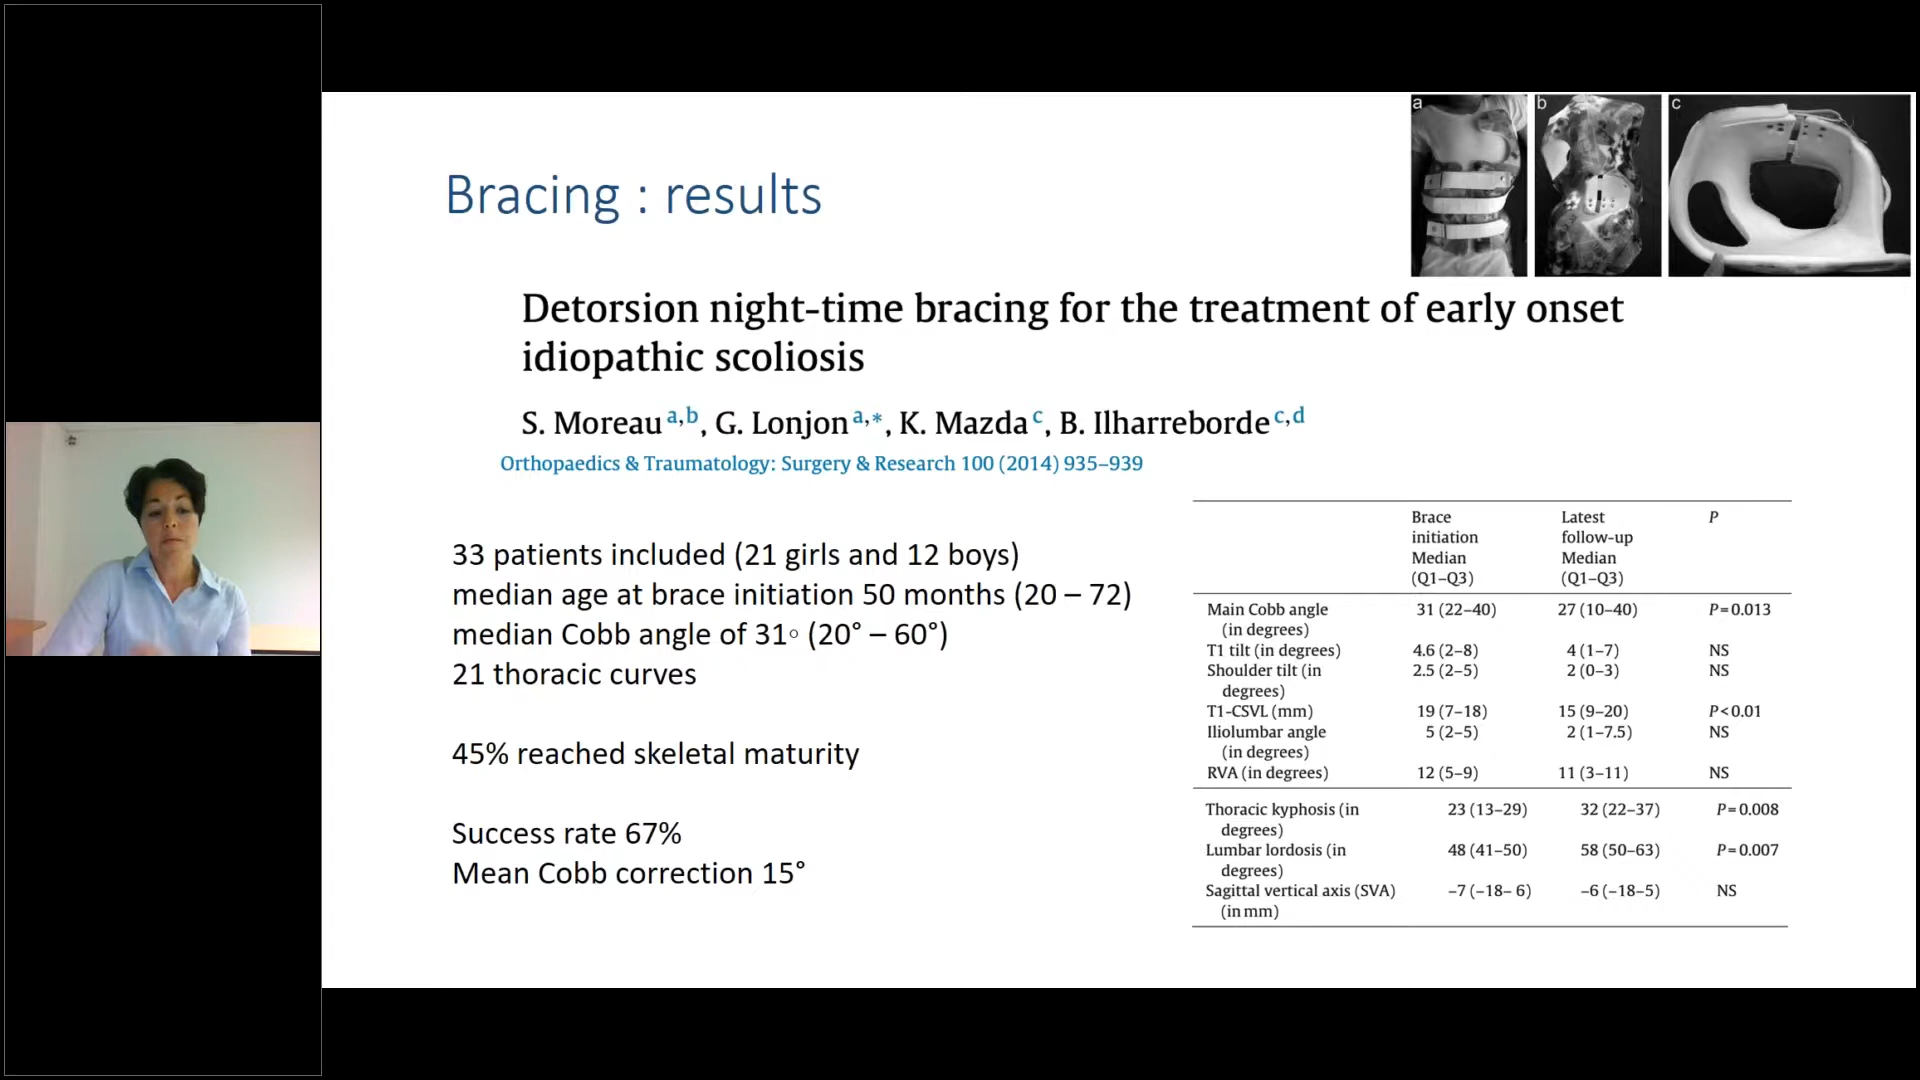 a
b
c
Bracing : results
Detorsion night-time bracing for the treatment of early onset
idiopathic scoliosis
S. Moreau a,b, G. Lonjon a,*, K. Mazda c, B. Ilharreborde c,d
Orthopaedics & Traumatology: Surgery & Research 100 (2014) 935–939
33 patients included (21 girls and 12 boys)
median age at brace initiation 50 months (20 – 72)
median Cobb angle of 31◦ (20° – 60°)
21 thoracic curves
45% reached skeletal maturity
Success rate 67%
Mean Cobb correction 15°
Brace Latest P
initiation follow-up
Median Median
(Q1–Q3) (Q1–Q3)
Main Cobb angle 31 (22–40) 27 (10–40) P=0.013
(in degrees)
T1 tilt (in degrees) 4.6 (2–8) 4 (1–7) NS
Shoulder tilt (in 2.5 (2–5) 2 (0–3) NS
degrees)
T1-CSVL (mm) 19 (7–18) 15 (9–20) P<0.01
Iliolumbar angle 5 (2–5) 2 (1–7.5) NS
(in degrees)
RVA (in degrees) 12 (5–9) 11 (3–11) NS
Thoracic kyphosis (in 23 (13–29) 32 (22–37) P=0.008
degrees)
Lumbar lordosis (in 48 (41–50) 58 (50–63) P=0.007
degrees)
Sagittal vertical axis (SVA) –7 (–18– 6) –6 (–18–5) NS
(in mm)